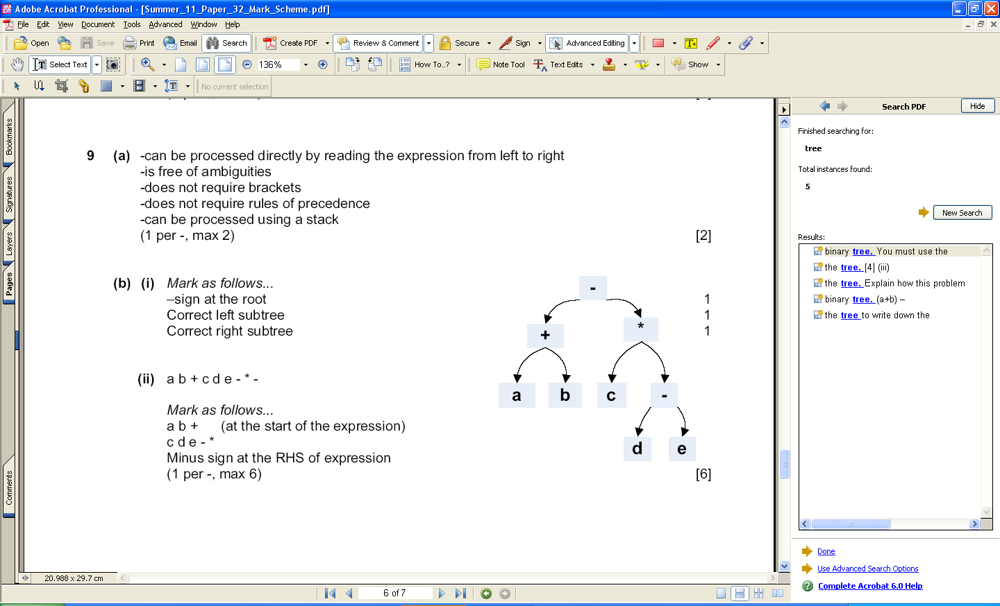 Adobe Acrobat Professional - [Summer_11_Paper_32_Mark_Scheme.pdf]
File Edit View Document Tools Advanced Window Help
Open Save Print Email Search Create PDF Review & Comment Secure Sign Advanced Editing
Select Text 136% How To..? Note Tool Text Edits Show
No current selection
Bookmarks
Signatures
Layers
Pages
Comments
9 (a) -can be processed directly by reading the expression from left to right
-is free of ambiguities
-does not require brackets
-does not require rules of precedence
-can be processed using a stack
(1 per -, max 2) [2]
(b) (i) Mark as follows...
–sign at the root 1
Correct left subtree 1
Correct right subtree 1
-
+ *
a b c -
d e
(ii) a b + c d e - * -
Mark as follows...
a b + (at the start of the expression)
c d e - *
Minus sign at the RHS of expression
(1 per -, max 6) [6]
20.988 x 29.7 cm
6 of 7
Search PDF Hide
Finished searching for:
tree
Total instances found:
5
New Search
Results:
binary tree. You must use the
the tree. [4] (iii)
the tree. Explain how this problem
binary tree. (a+b) –
the tree to write down the
Done
Use Advanced Search Options
Complete Acrobat 6.0 Help